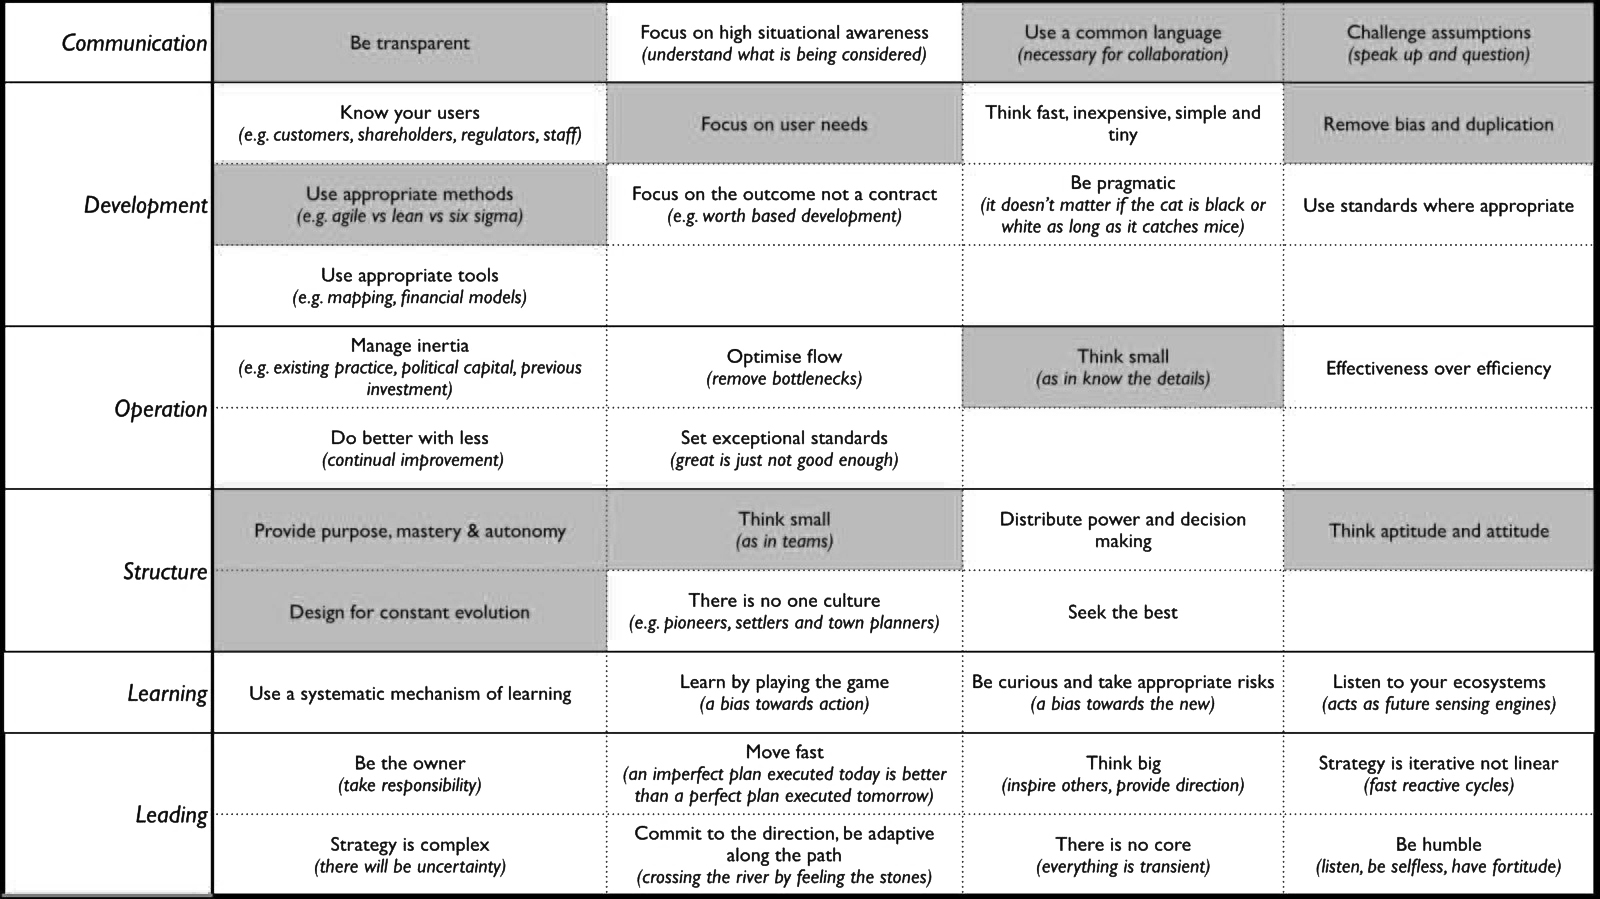 Communication
Be transparent
Focus on high situational awareness
(understand what is being considered)
Use a common language
(necessary for collaboration)
Challenge assumptions
(speak up and question)
Development
Know your users
(e.g. customers, shareholders, regulators, staff)
Focus on user needs
Think fast, inexpensive, simple and
tiny
Remove bias and duplication
Use appropriate methods
(e.g. agile vs lean vs six sigma)
Focus on the outcome not a contract
(e.g. worth based development)
Be pragmatic
(it doesn't matter if the cat is black or
white as long as it catches mice)
Use standards where appropriate
Use appropriate tools
(e.g. mapping, financial models)
Operation
Manage inertia
(e.g. existing practice, political capital, previous
investment)
Optimise flow
(remove bottlenecks)
Think small
(as in know the details)
Effectiveness over efficiency
Do better with less
(continual improvement)
Set exceptional standards
(great is just not good enough)
Structure
Provide purpose, mastery & autonomy
Think small
(as in teams)
Distribute power and decision
making
Think aptitude and attitude
Design for constant evolution
There is no one culture
(e.g. pioneers, settlers and town planners)
Seek the best
Learning
Use a systematic mechanism of learning
Learn by playing the game
(a bias towards action)
Be curious and take appropriate risks
(a bias towards the new)
Listen to your ecosystems
(acts as future sensing engines)
Leading
Be the owner
(take responsibility)
Move fast
(an imperfect plan executed today is better
than a perfect plan executed tomorrow)
Think big
(inspire others, provide direction)
Strategy is iterative not linear
(fast reactive cycles)
Strategy is complex
(there will be uncertainty)
Commit to the direction, be adaptive
along the path
(crossing the river by feeling the stones)
There is no core
(everything is transient)
Be humble
(listen, be selfless, have fortitude)